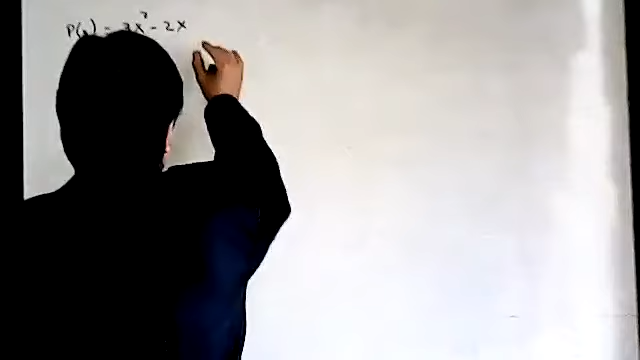 P(x) = 3x² - 2x